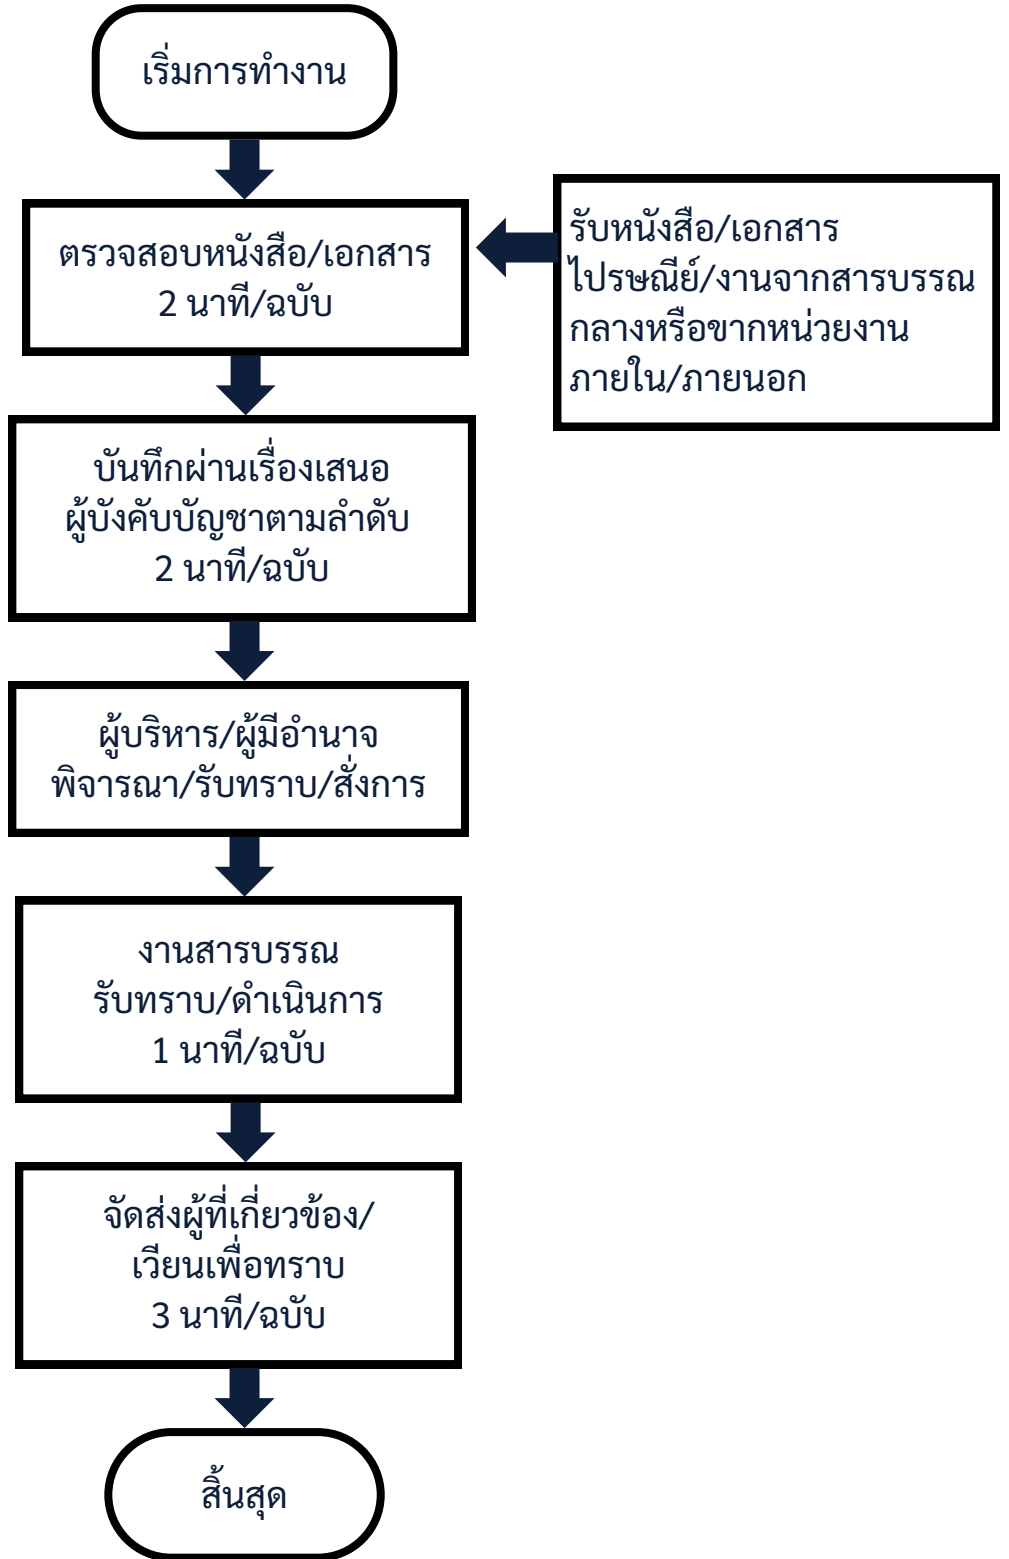 เริ่มการทำงาน
ตรวจสอบหนังสือ/เอกสาร
2 นาที/ฉบับ
รับหนังสือ/เอกสาร
ไปรษณีย์/งานจากสารบรรณ
กลางหรือขากหน่วยงาน
ภายใน/ภายนอก
บันทึกผ่านเรื่องเสนอ
ผู้บังคับบัญชาตามลำดับ
2 นาที/ฉบับ
ผู้บริหาร/ผู้มีอำนาจ
พิจารณา/รับทราบ/สั่งการ
งานสารบรรณ
รับทราบ/ดำเนินการ
1 นาที/ฉบับ
จัดส่งผู้ที่เกี่ยวข้อง/
เวียนเพื่อทราบ
3 นาที/ฉบับ
สิ้นสุด